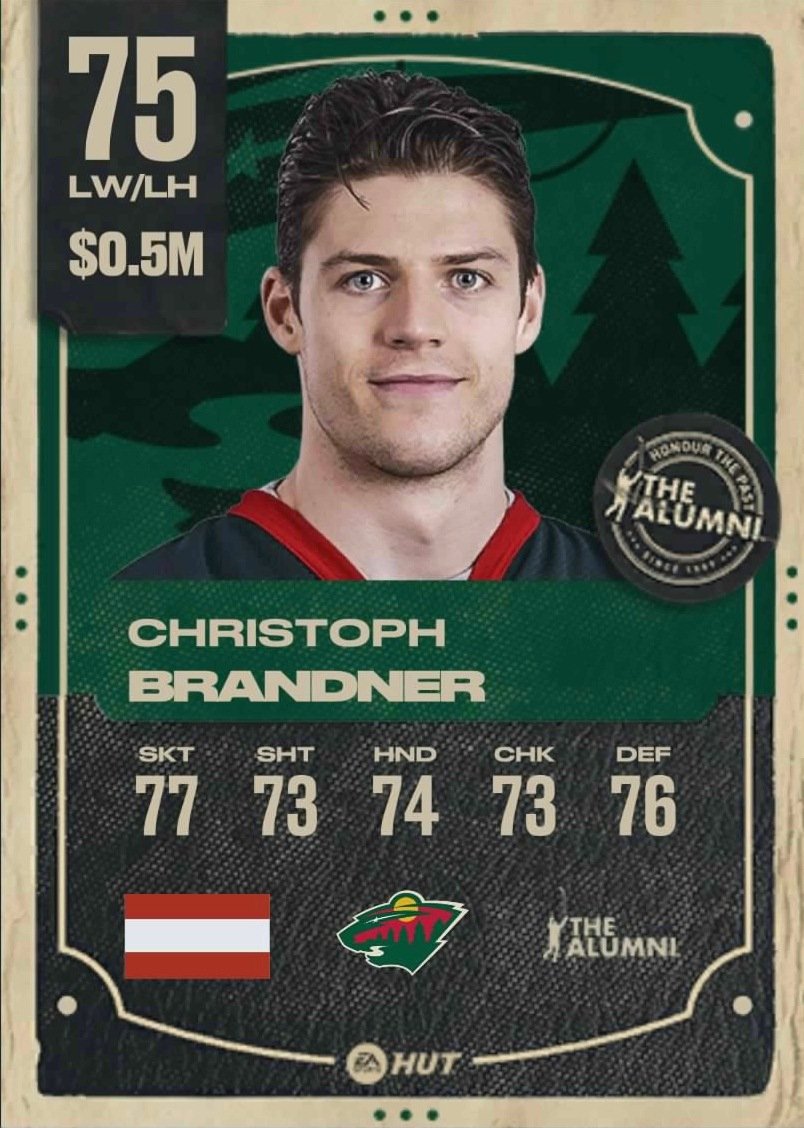 75
LW/LH
$0.5M
HONOUR THE PAST
THE
ALUMNI
CHRISTOPH
BRANDNER
SKT SHT HND CHK DEF
77 73 74 73 76
THE
ALUMNI
EA HUT